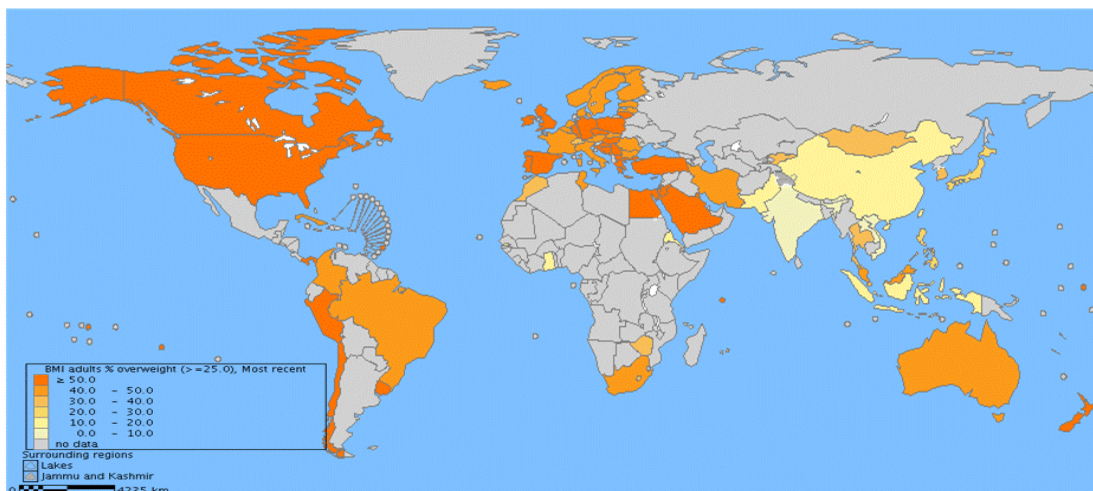 BMI adults % overweight (>=25.0), Most recent
≥ 50.0
40.0 - 50.0
30.0 - 40.0
20.0 - 30.0
10.0 - 20.0
0.0 - 10.0
no data
Surrounding regions
Lakes
Jammu and Kashmir
0 4235 km